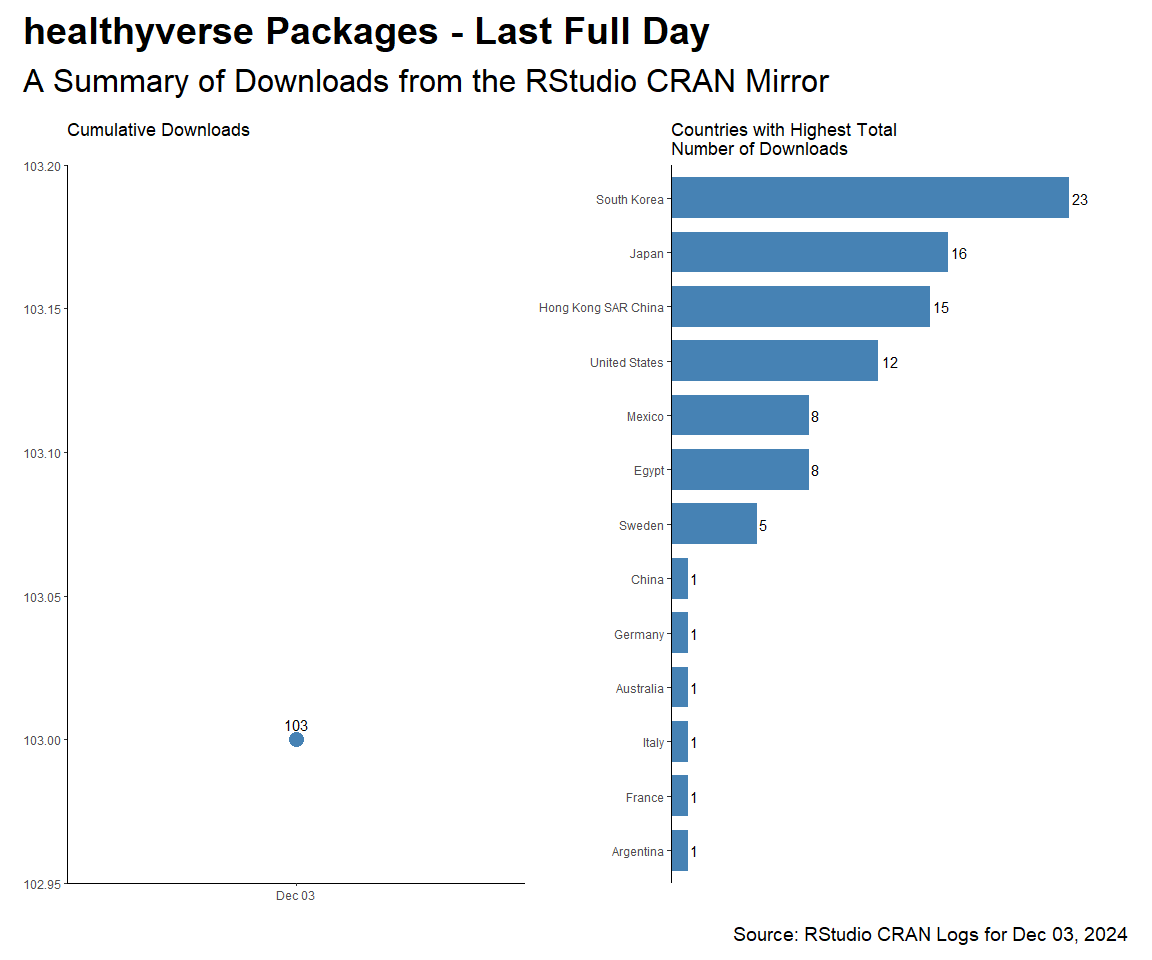 healthyverse Packages - Last Full Day
A Summary of Downloads from the RStudio CRAN Mirror
Cumulative Downloads
103.20
103.15
103.10
103.05
103.00
102.95
103
Dec 03
Countries with Highest Total
Number of Downloads
South Korea 23
Japan 16
Hong Kong SAR China 15
United States 12
Mexico 8
Egypt 8
Sweden 5
China 1
Germany 1
Australia 1
Italy 1
France 1
Argentina 1
Source: RStudio CRAN Logs for Dec 03, 2024